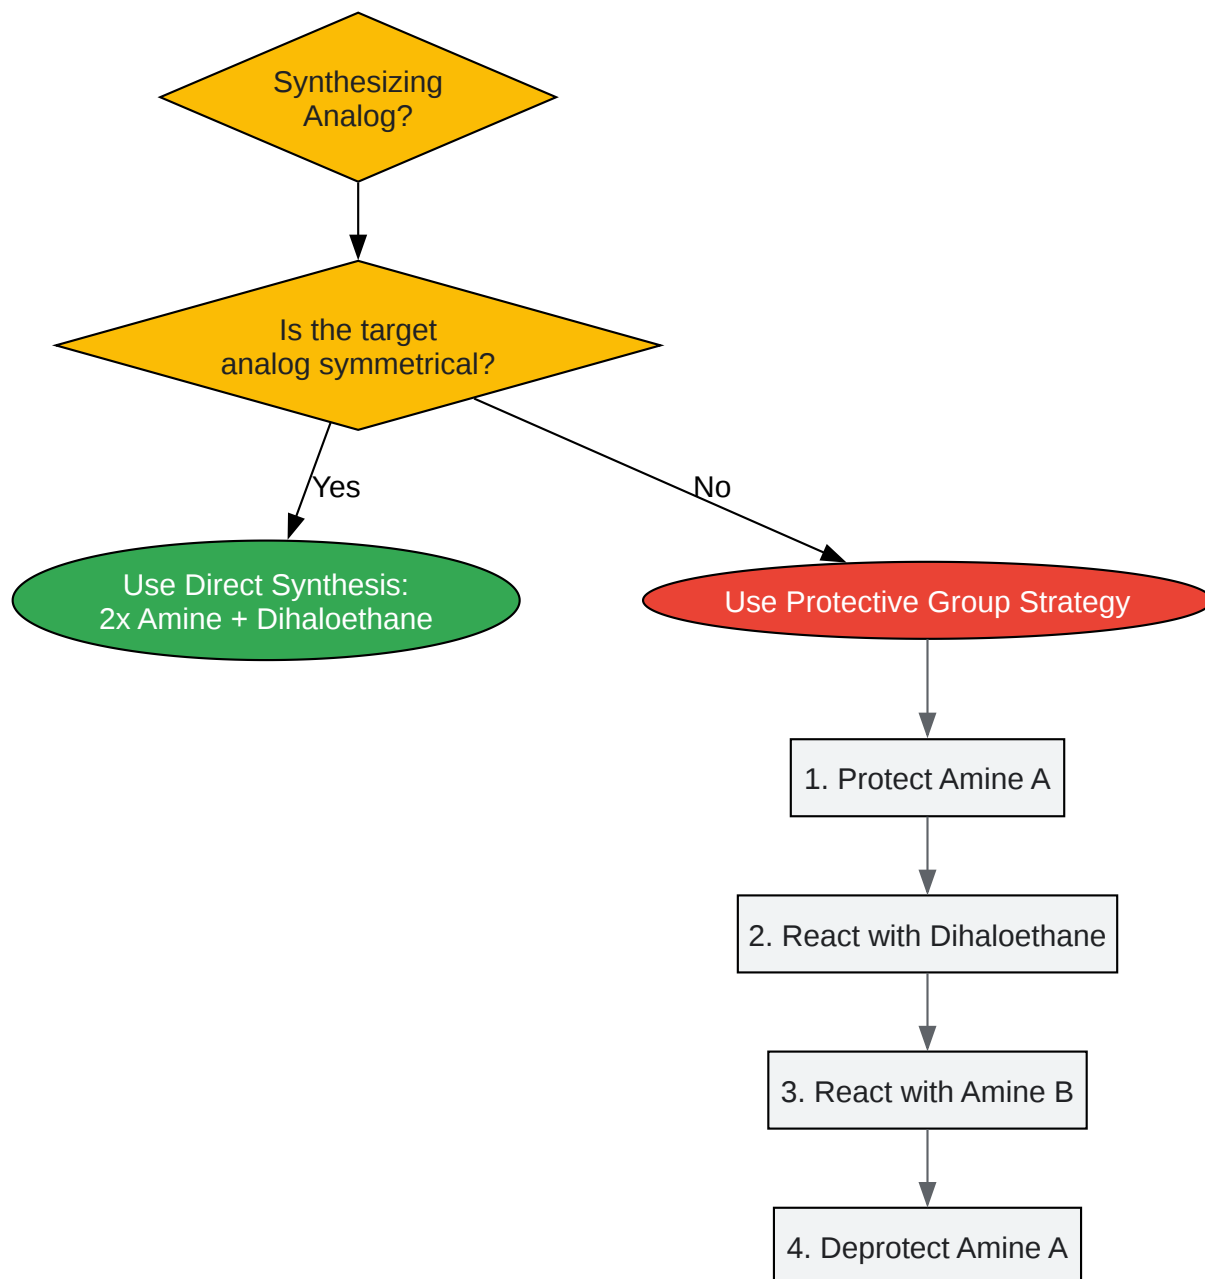 Synthesizing
Analog?
Is the target
analog symmetrical?
Yes
No
Use Direct Synthesis:
2x Amine + Dihaloethane
Use Protective Group Strategy
1. Protect Amine A
2. React with Dihaloethane
3. React with Amine B
4. Deprotect Amine A